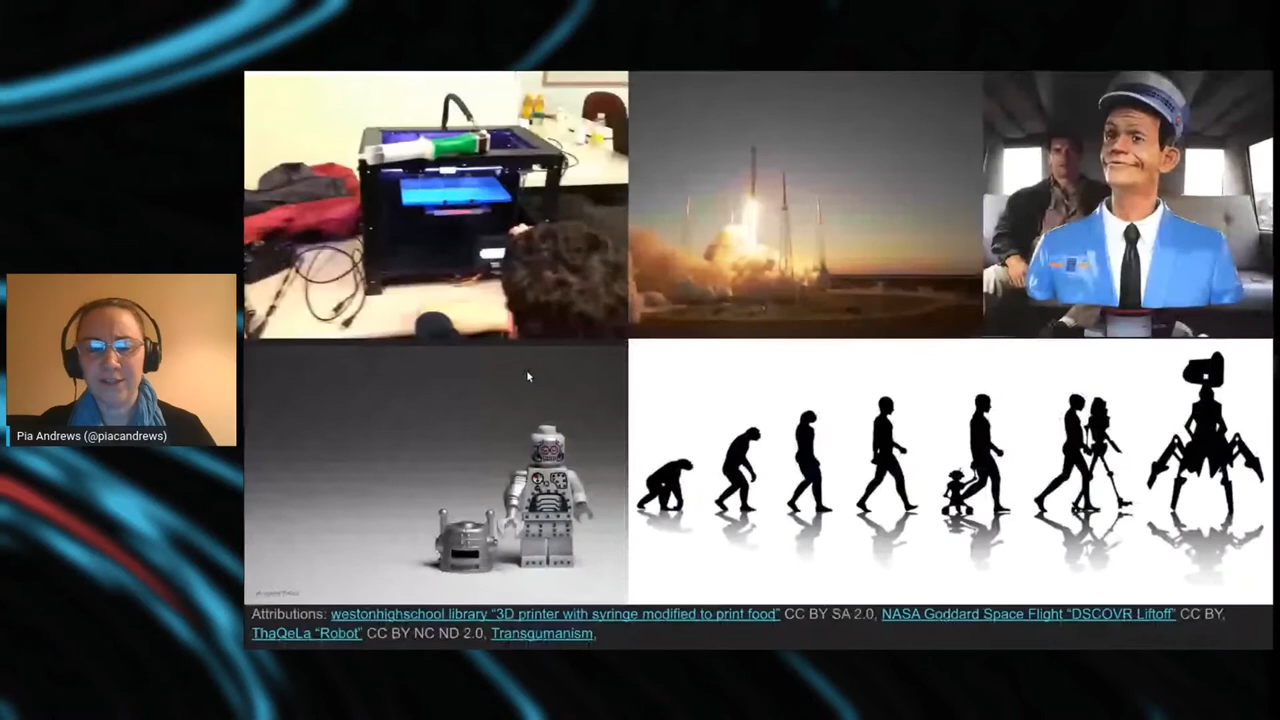 Pia Andrews (@piacandrews)
Attributions: westonhighschool library “3D printer with syringe modified to print food” CC BY SA 2.0, NASA Goddard Space Flight “DSCOVR Liftoff” CC BY,
ThaQeLa “Robot” CC BY NC ND 2.0, Transgumanism,